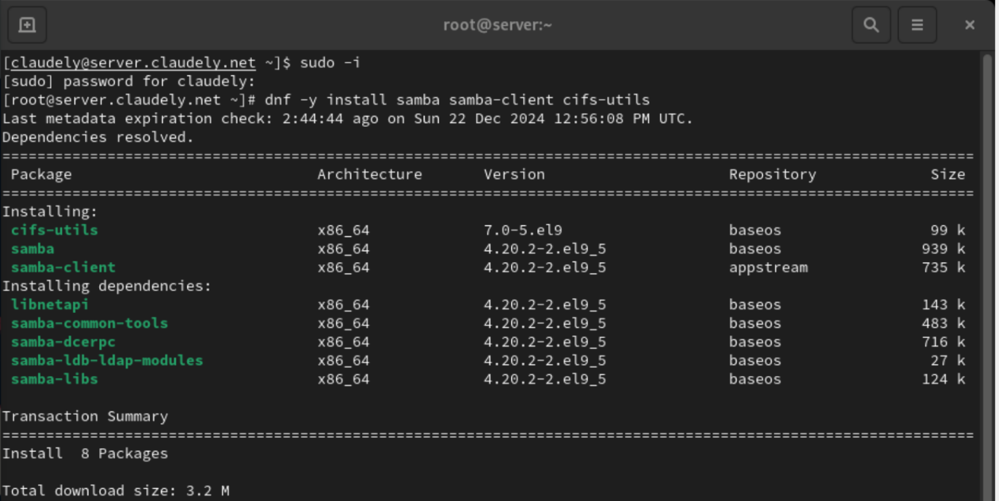 root@server:~
[claudely@server.claudely.net ~]$ sudo -i
[sudo] password for claudely:
[root@server.claudely.net ~]# dnf -y install samba samba-client cifs-utils
Last metadata expiration check: 2:44:44 ago on Sun 22 Dec 2024 12:56:08 PM UTC.
Dependencies resolved.
================================================================================================================
Package Architecture Version Repository Size
================================================================================================================
Installing:
cifs-utils x86_64 7.0-5.el9 baseos 99 k
samba x86_64 4.20.2-2.el9_5 baseos 939 k
samba-client x86_64 4.20.2-2.el9_5 appstream 735 k
Installing dependencies:
libnetapi x86_64 4.20.2-2.el9_5 baseos 143 k
samba-common-tools x86_64 4.20.2-2.el9_5 baseos 483 k
samba-dcerpc x86_64 4.20.2-2.el9_5 baseos 716 k
samba-ldb-ldap-modules x86_64 4.20.2-2.el9_5 baseos 27 k
samba-libs x86_64 4.20.2-2.el9_5 baseos 124 k
Transaction Summary
================================================================================================================
Install 8 Packages
Total download size: 3.2 M